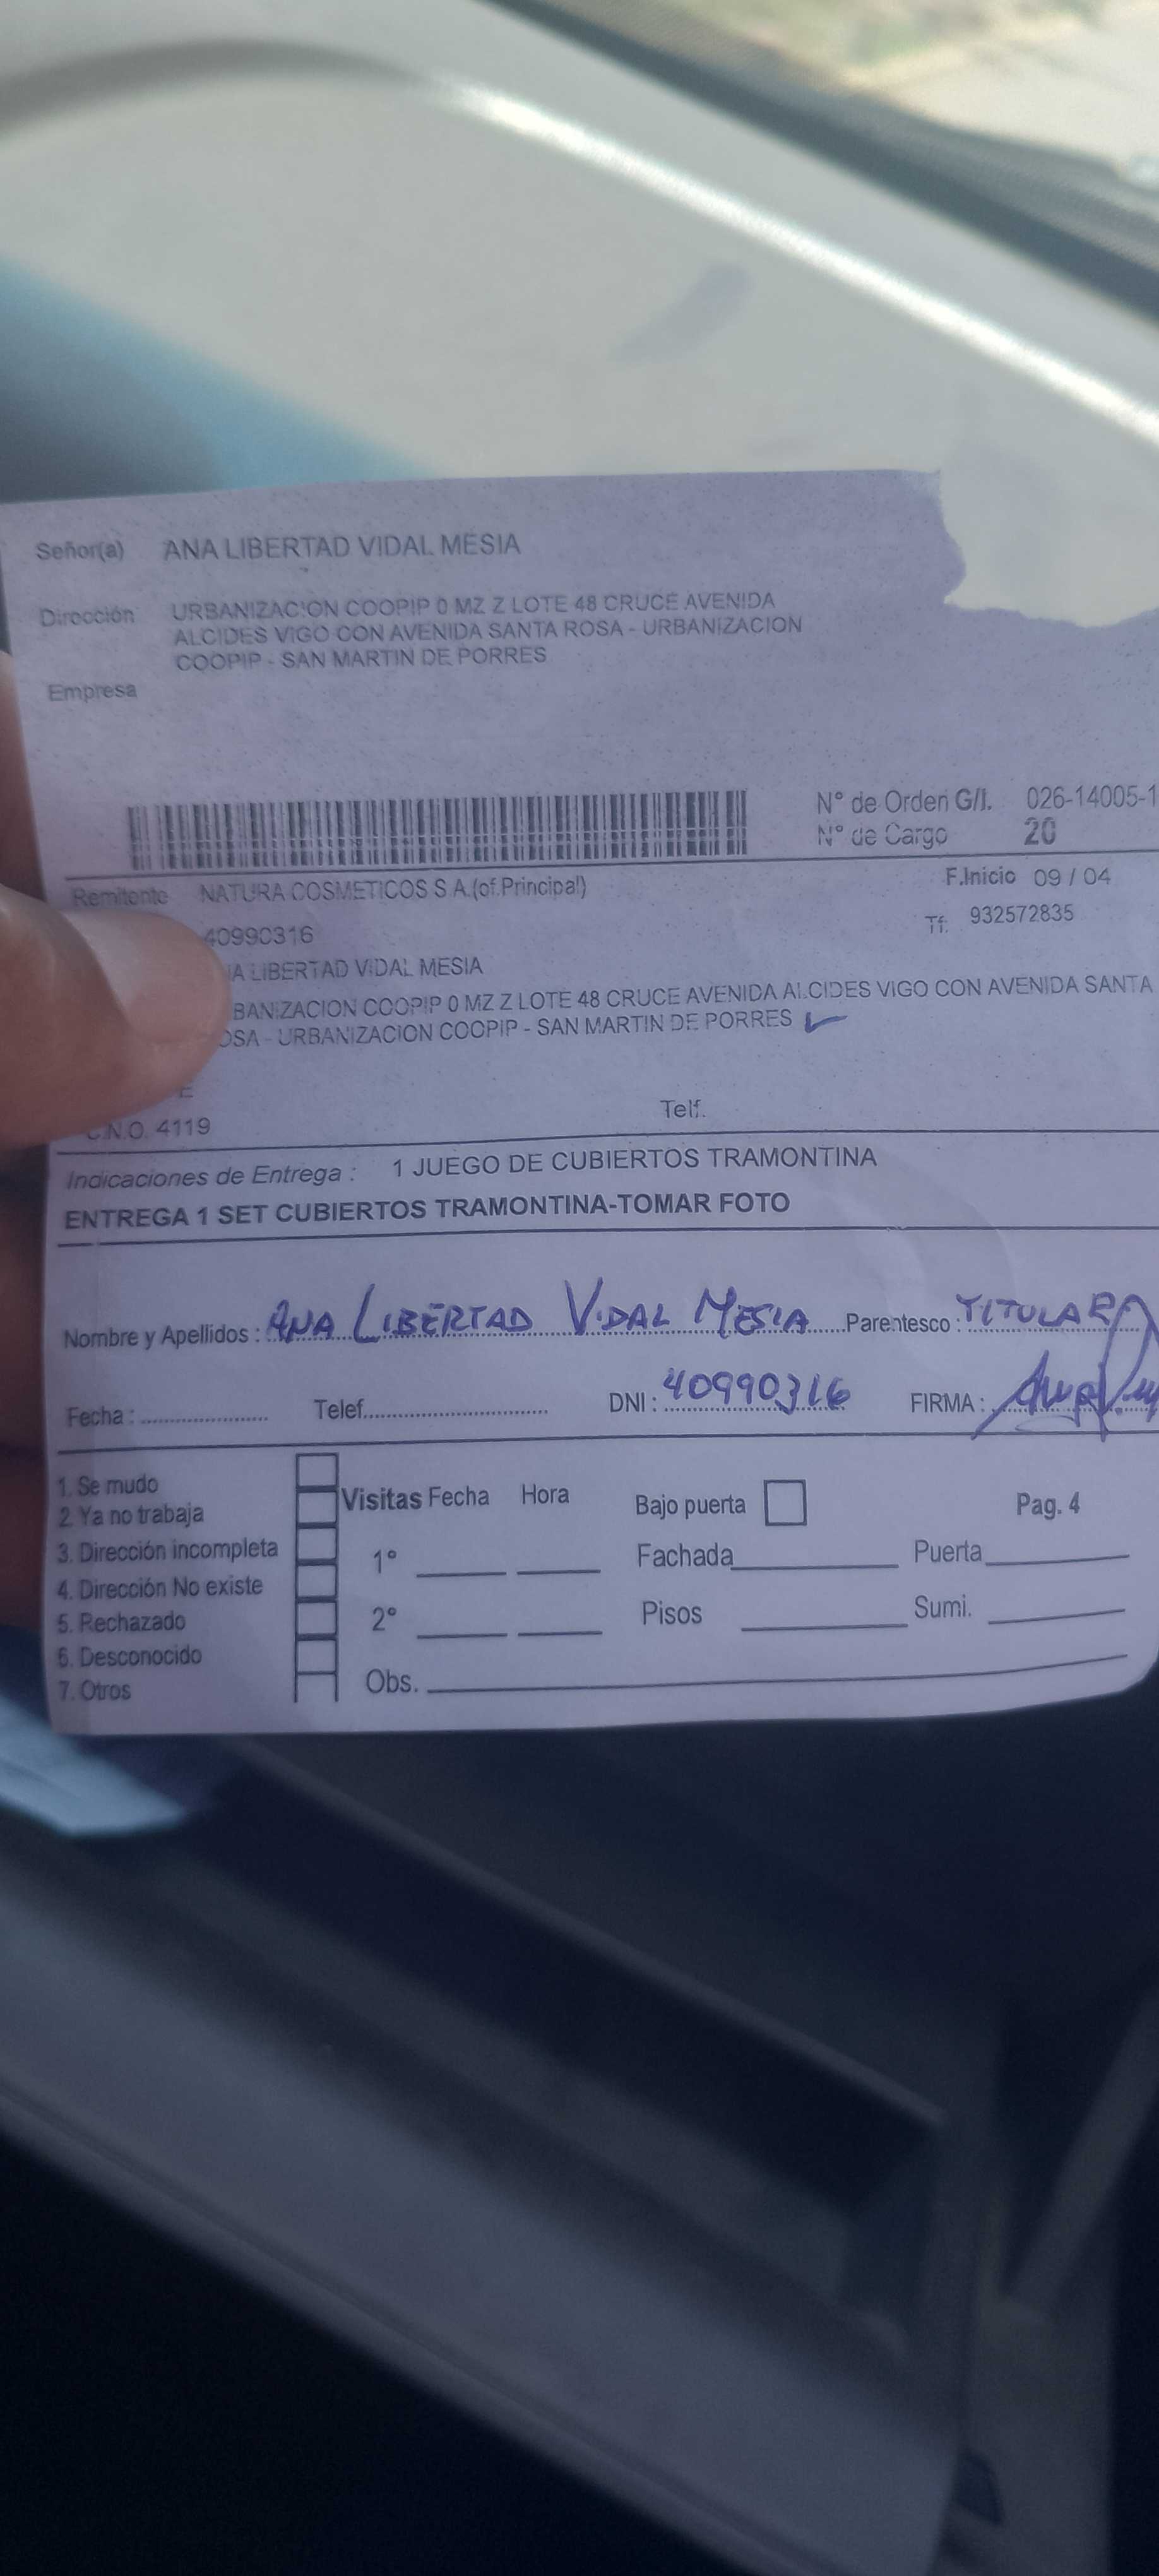 Señor(a) ANA LIBERTAD VIDAL MESIA
Dirección URBANIZACION COOPIP 0 MZ Z LOTE 48 CRUCE AVENIDA
ALCIDES VIGO CON AVENIDA SANTA ROSA - URBANIZACION
COOPIP - SAN MARTIN DE PORRES
Empresa
N° de Orden G/I. 026-14005-1
N° de Cargo 20
Remitente NATURA COSMETICOS S A.(of.Principal) F.Inicio 09 / 04
40990316 Tf. 932572835
NA LIBERTAD VIDAL MESIA
BANIZACION COOPIP 0 MZ Z LOTE 48 CRUCE AVENIDA ALCIDES VIGO CON AVENIDA SANTA
OSA - URBANIZACION COOPIP - SAN MARTIN DE PORRES
E
C.N.O. 4119 Telf.
Indicaciones de Entrega : 1 JUEGO DE CUBIERTOS TRAMONTINA
ENTREGA 1 SET CUBIERTOS TRAMONTINA-TOMAR FOTO
Nombre y Apellidos : ANA LIBERTAD VIDAL MESIA Parentesco : TITULAR
Fecha : Telef. DNI : 40990316 FIRMA :
1. Se mudo
2. Ya no trabaja
3. Dirección incompleta
4. Dirección No existe
5. Rechazado
6. Desconocido
7. Otros
Visitas Fecha Hora
1°
2°
Obs.
Bajo puerta Pag. 4
Fachada Puerta
Pisos Sumi.